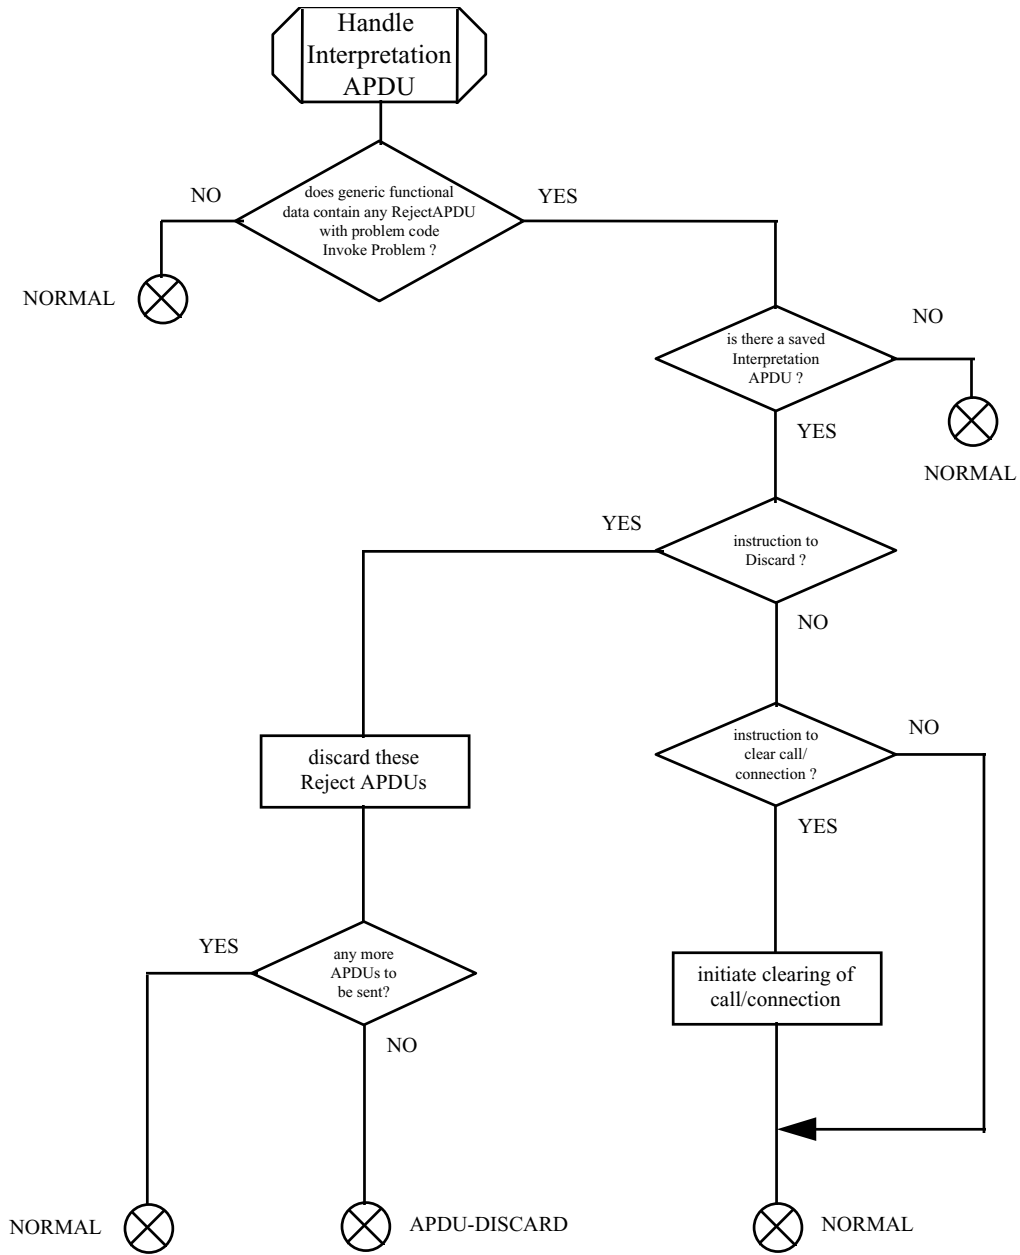 Handle
Interpretation
APDU
NO
YES
does generic functional
data contain any RejectAPDU
with problem code
Invoke Problem ?
NORMAL
NO
is there a saved
Interpretation
APDU ?
YES
NORMAL
YES
instruction to
Discard ?
NO
NO
instruction to
clear call/
connection ?
discard these
Reject APDUs
YES
YES
any more
APDUs to
be sent?
initiate clearing of
call/connection
NO
NORMAL
APDU-DISCARD
NORMAL